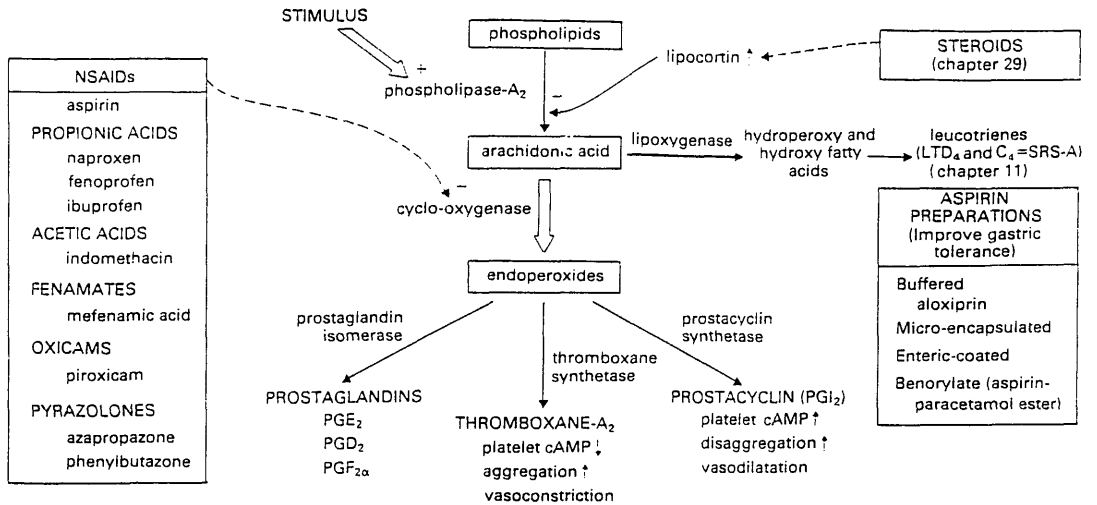 STIMULUS
phospholipids
+
phospholipase-A₂
–
lipocortin ↑
STEROIDS
(chapter 29)
NSAIDs
aspirin
PROPIONIC ACIDS
naproxen
fenoprofen
ibuprofen
ACETIC ACIDS
indomethacin
FENAMATES
mefenamic acid
OXICAMS
piroxicam
PYRAZOLONES
azapropazone
phenylbutazone
arachidonic acid
lipoxygenase
hydroperoxy and
hydroxy fatty
acids
leucotrienes
(LTD₄ and C₄=SRS-A)
(chapter 11)
–
cyclo-oxygenase
endoperoxides
prostaglandin
isomerase
thromboxane
synthetase
prostacyclin
synthetase
PROSTAGLANDINS
PGE₂
PGD₂
PGF₂α
THROMBOXANE-A₂
platelet cAMP ↓
aggregation ↑
vasoconstriction
PROSTACYCLIN (PGI₂)
platelet cAMP ↑
disaggregation ↑
vasodilatation
ASPIRIN
PREPARATIONS
(Improve gastric
tolerance)
Buffered
aloxiprin
Micro-encapsulated
Enteric-coated
Benorylate (aspirin-
paracetamol ester)